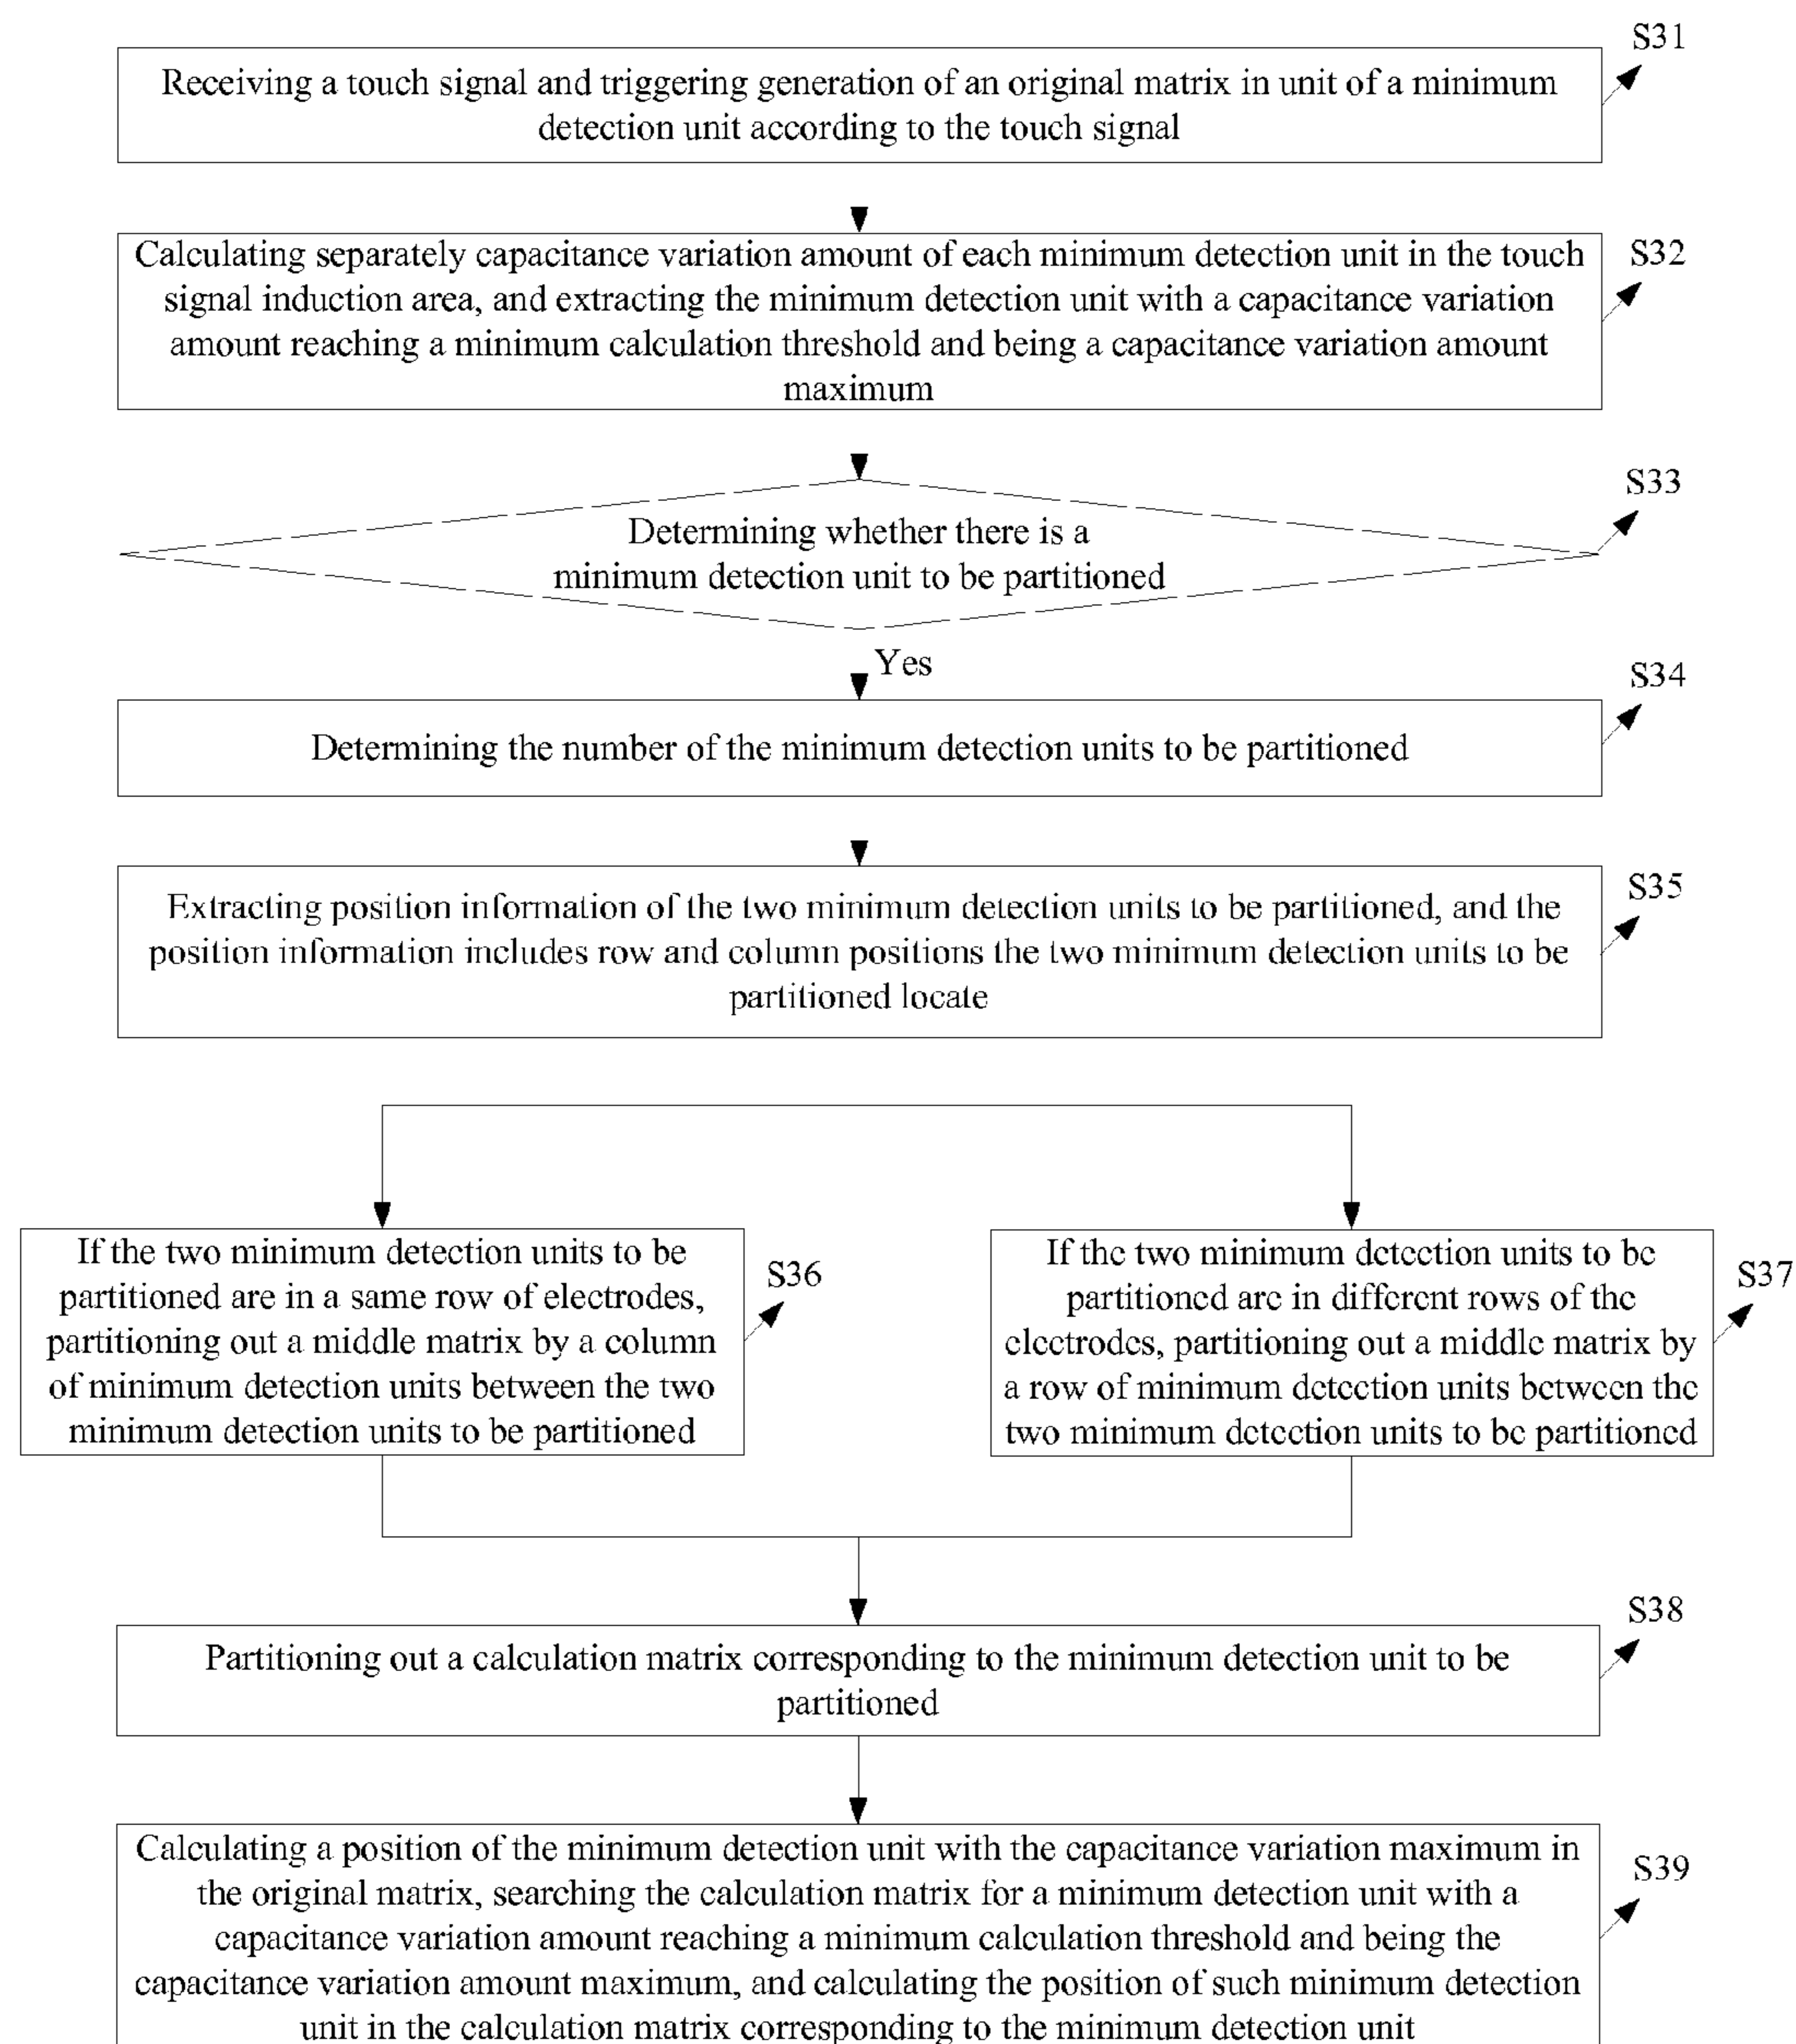 S31
Receiving a touch signal and triggering generation of an original matrix in unit of a minimum
detection unit according to the touch signal
S32
Calculating separately capacitance variation amount of each minimum detection unit in the touch
signal induction area, and extracting the minimum detection unit with a capacitance variation
amount reaching a minimum calculation threshold and being a capacitance variation amount
maximum
S33
Determining whether there is a
minimum detection unit to be partitioned
Yes
S34
Determining the number of the minimum detection units to be partitioned
S35
Extracting position information of the two minimum detection units to be partitioned, and the
position information includes row and column positions the two minimum detection units to be
partitioned locate
If the two minimum detection units to be
partitioned are in a same row of electrodes,
partitioning out a middle matrix by a column
of minimum detection units between the two
minimum detection units to be partitioned
S36
If the two minimum detection units to be
partitioned are in different rows of the
electrodes, partitioning out a middle matrix by
a row of minimum detection units between the
two minimum detection units to be partitioned
S37
S38
Partitioning out a calculation matrix corresponding to the minimum detection unit to be
partitioned
S39
Calculating a position of the minimum detection unit with the capacitance variation maximum in
the original matrix, searching the calculation matrix for a minimum detection unit with a
capacitance variation amount reaching a minimum calculation threshold and being the
capacitance variation amount maximum, and calculating the position of such minimum detection
unit in the calculation matrix corresponding to the minimum detection unit